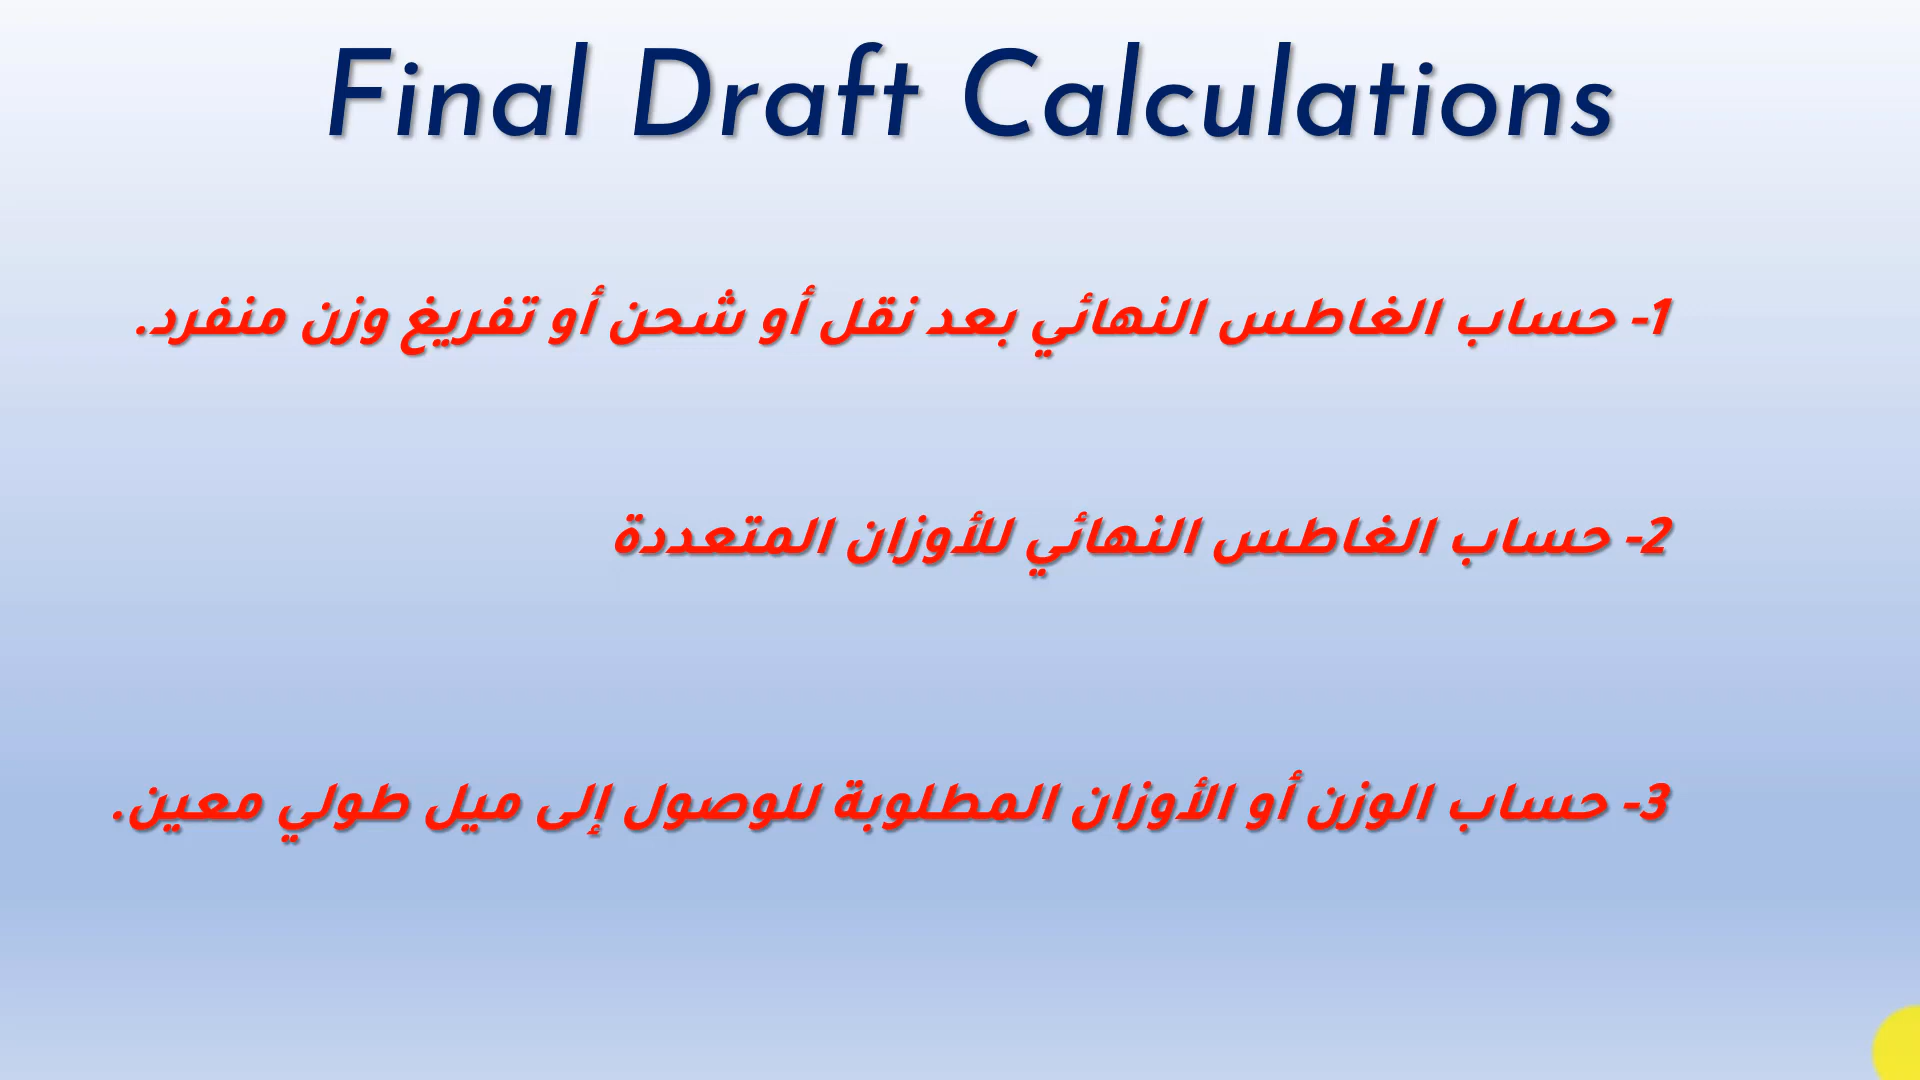 Final Draft Calculations
1- حساب الغاطس النهائي بعد نقل أو شحن أو تفريغ وزن منفرد.
2- حساب الغاطس النهائي للأوزان المتعددة
3- حساب الوزن أو الأوزان المطلوبة للوصول إلى ميل طولي معين.